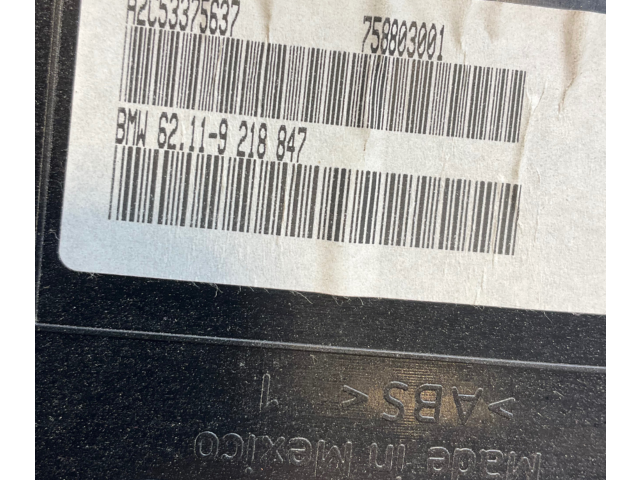 A2C53375637 758803001
BMW 62.11-9 218 847
>ABS<
1
Made in Mexico